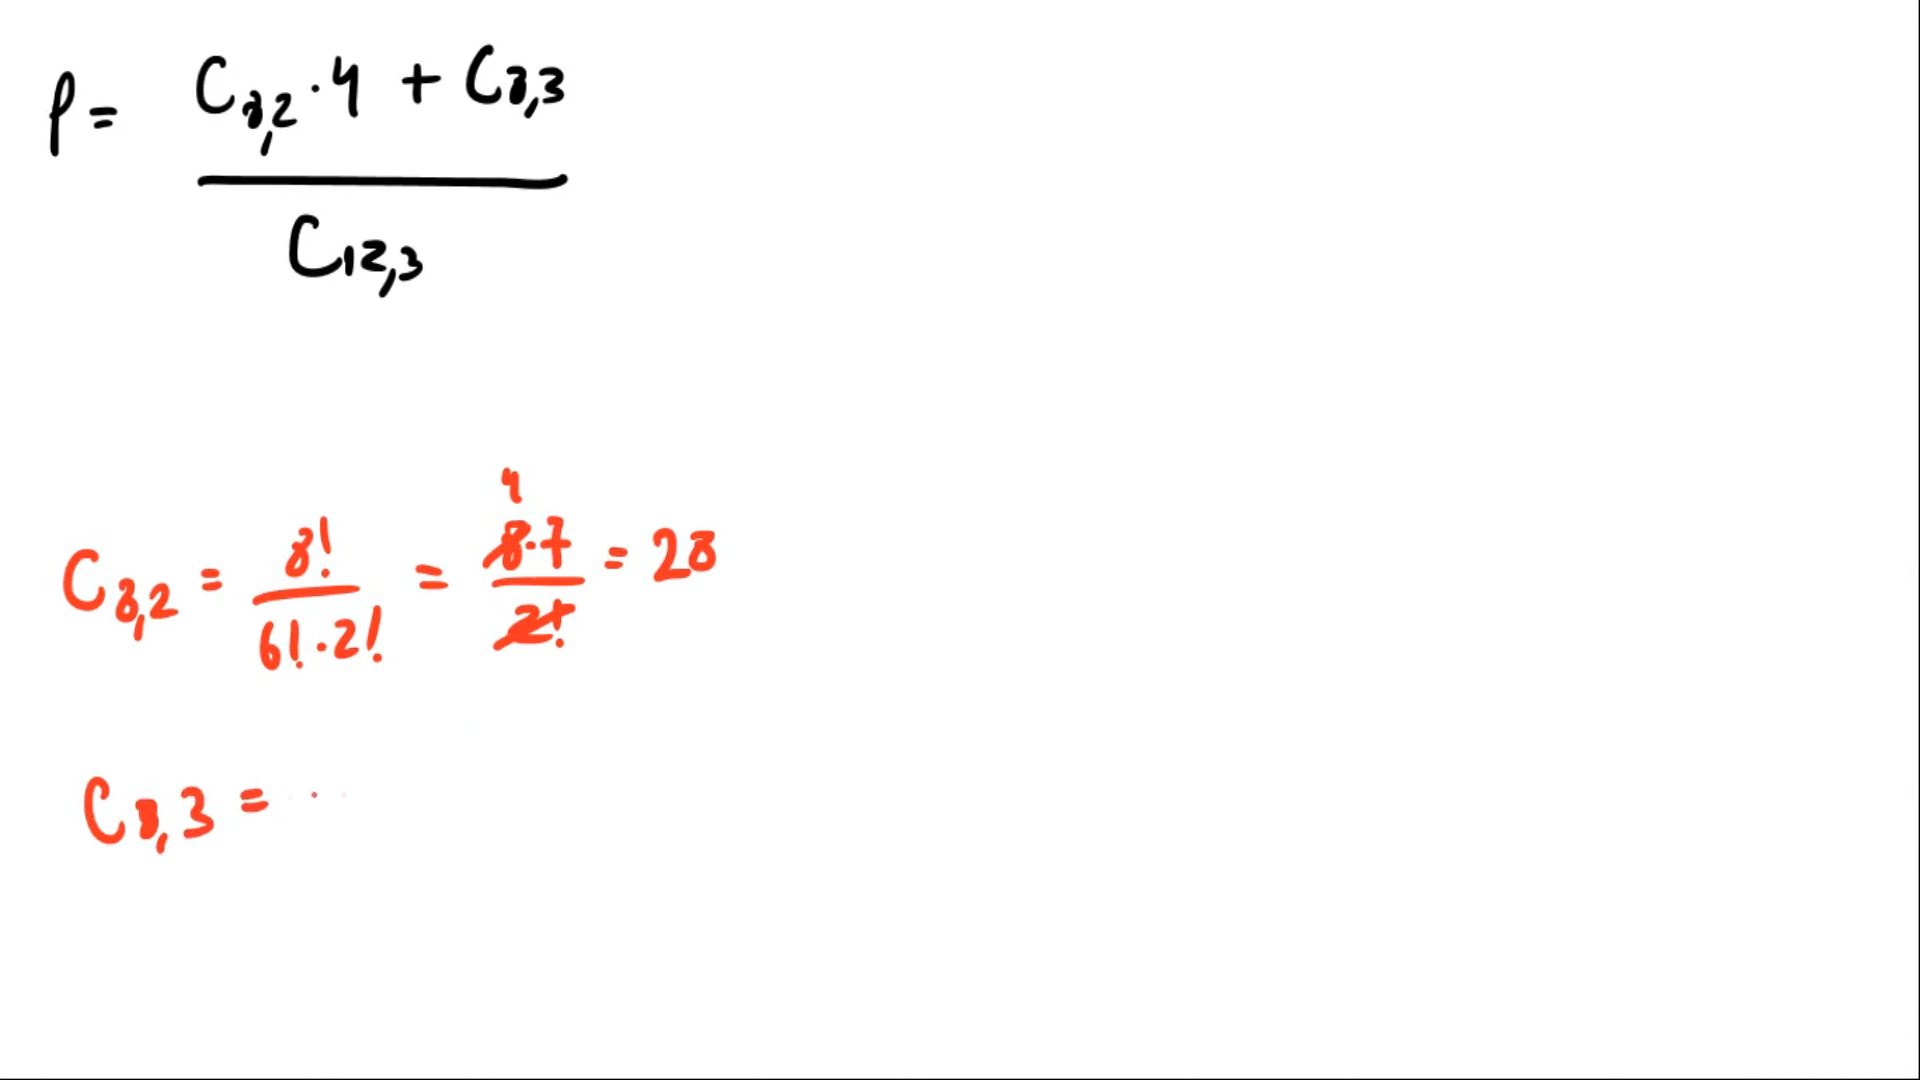 P = C8,2 · 4 + C8,3
C12,3
4
C8,2 = 8! / 6! · 2! = 8 · 7 / 2! = 28
C8,3 =